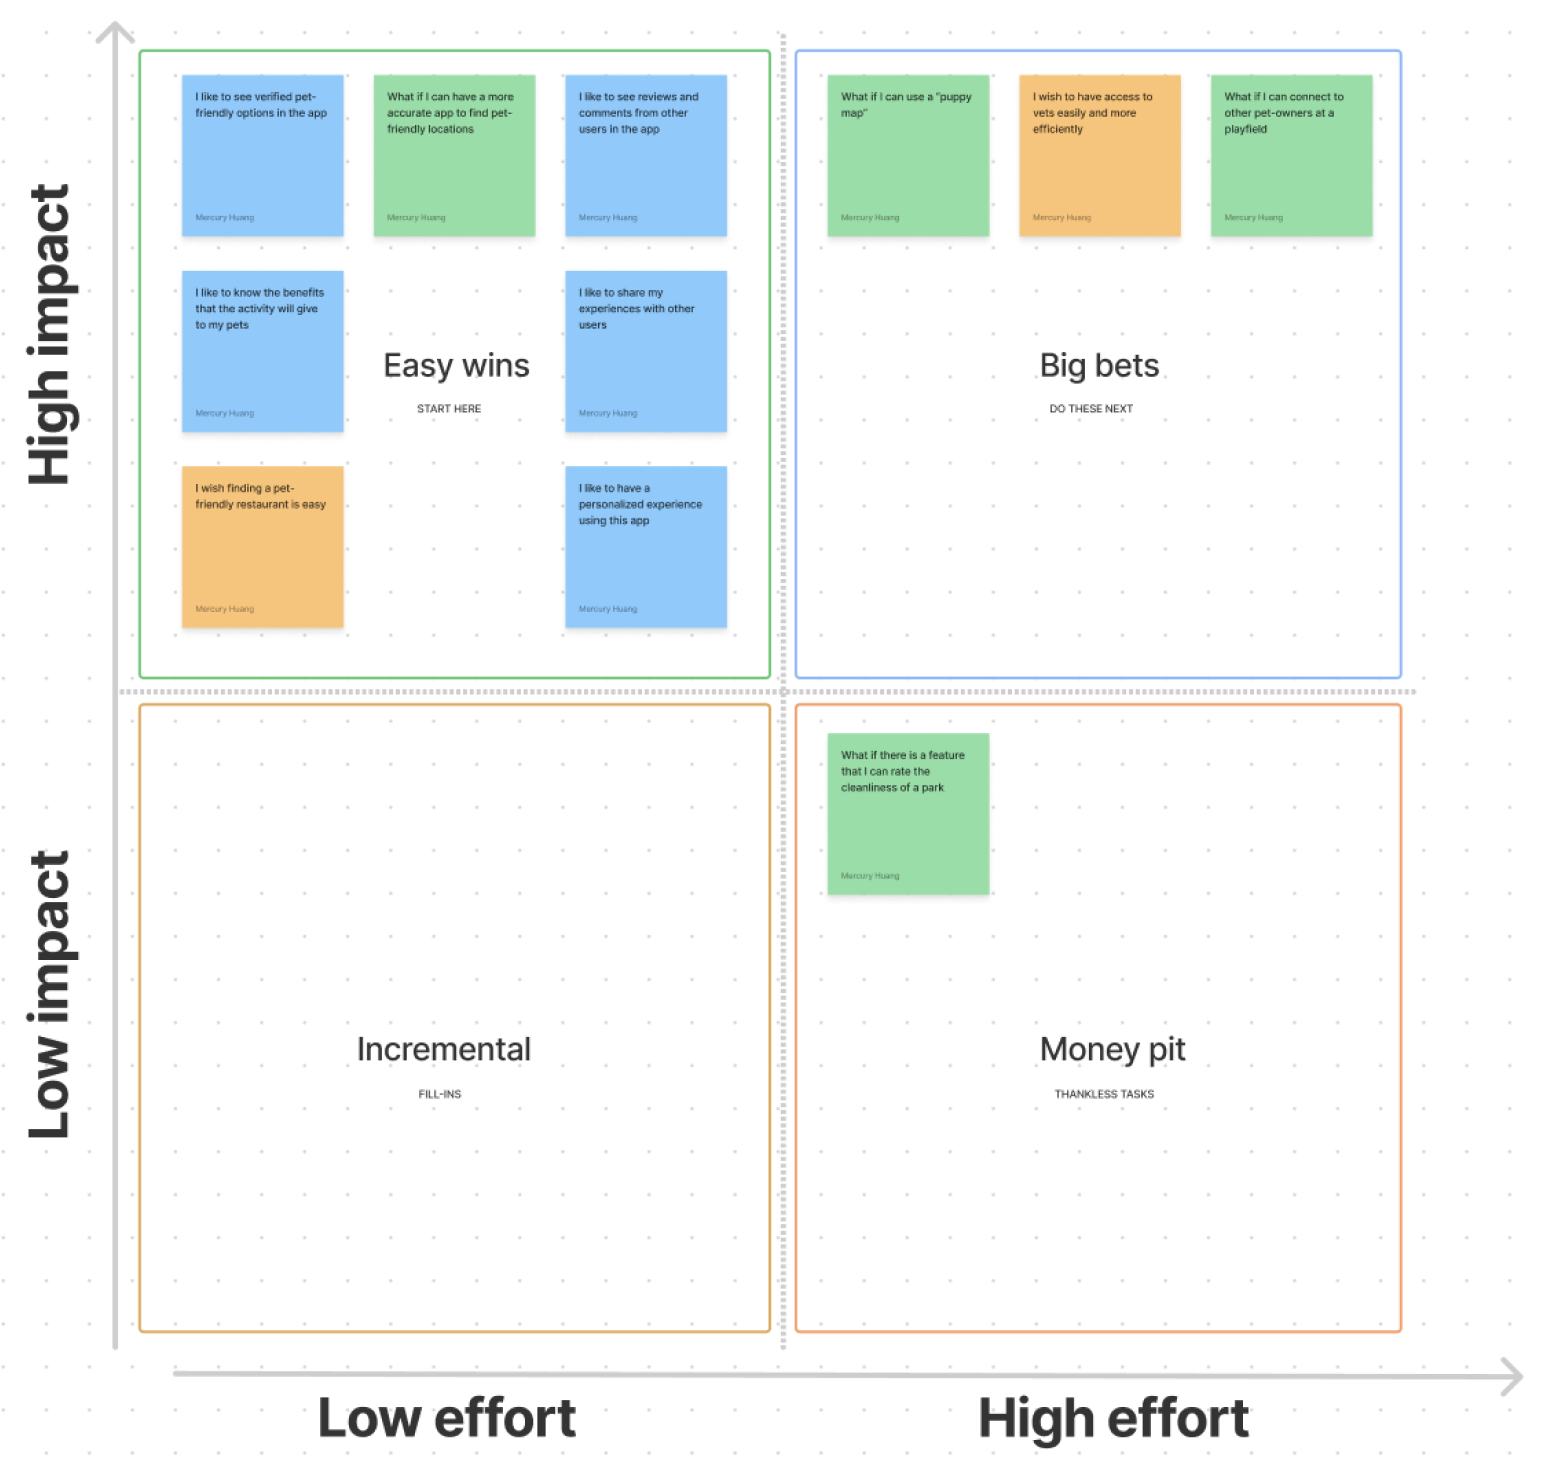 High impact
I like to see verified pet-
friendly options in the app
Mercury Huang
What if I can have a more
accurate app to find pet-
friendly locations
Mercury Huang
I like to see reviews and
comments from other
users in the app
Mercury Huang
I like to know the benefits
that the activity will give
to my pets
Mercury Huang
Easy wins
START HERE
I like to share my
experiences with other
users
Mercury Huang
I wish finding a pet-
friendly restaurant is easy
Mercury Huang
I like to have a
personalized experience
using this app
Mercury Huang
What if I can use a "puppy
map"
Mercury Huang
I wish to have access to
vets easily and more
efficiently
Mercury Huang
What if I can connect to
other pet-owners at a
playfield
Mercury Huang
Big bets
DO THESE NEXT
Low impact
Incremental
FILL-INS
What if there is a feature
that I can rate the
cleanliness of a park
Mercury Huang
Money pit
THANKLESS TASKS
Low effort
High effort